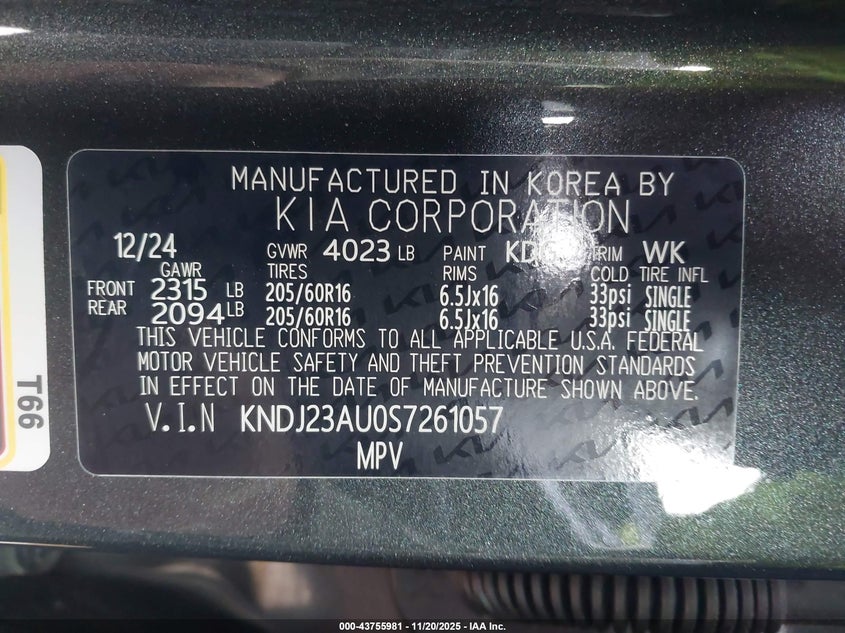 MANUFACTURED IN KOREA BY
KIA CORPORATION
12/24 GVWR 4023 LB PAINT TRIM WK
GAWR TIRES RIMS COLD TIRE INFL
FRONT 2315 LB 205/60R16 6.5Jx16 33psi SINGLE
REAR 2094 LB 205/60R16 6.5Jx16 33psi SINGLE
THIS VEHICLE CONFORMS TO ALL APPLICABLE U.S.A. FEDERAL
MOTOR VEHICLE SAFETY AND THEFT PREVENTION STANDARDS
IN EFFECT ON THE DATE OF MANUFACTURE SHOWN ABOVE.
V.I.N KNDJ23AU0S7261057
MPV
T66
000-43755981 - 11/20/2025 - IAA Inc.